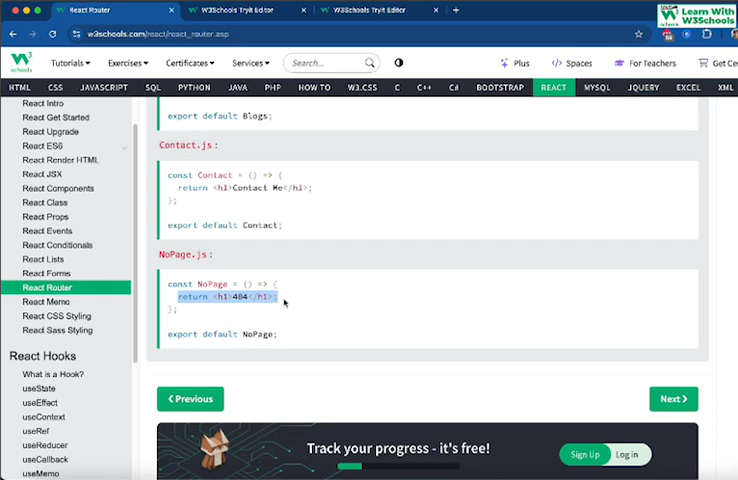 React Router
W3Schools Tryit Editor
W3Schools Tryit Editor
Learn With
W3Schools
w3schools.com/react/react_router.asp
W3
schools
Tutorials
Exercises
Certificates
Services
Search...
Plus
Spaces
For Teachers
Get Ce
HTML CSS JAVASCRIPT SQL PYTHON JAVA PHP HOW TO W3.CSS C C++ C# BOOTSTRAP REACT MYSQL JQUERY EXCEL XML
React Intro
React Get Started
React Upgrade
React ES6
React Render HTML
React JSX
React Components
React Class
React Props
React Events
React Conditionals
React Lists
React Forms
React Router
React Memo
React CSS Styling
React Sass Styling
React Hooks
What is a Hook?
useState
useEffect
useContext
useRef
useReducer
useCallback
useMemo
export default Blogs;
Contact.js:
const Contact = () => {
return <h1>Contact Me</h1>;
};
export default Contact;
NoPage.js:
const NoPage = () => {
return <h1>404</h1>;
};
export default NoPage;
❮ Previous
Next ❯
Track your progress - it's free!
Sign Up
Log in